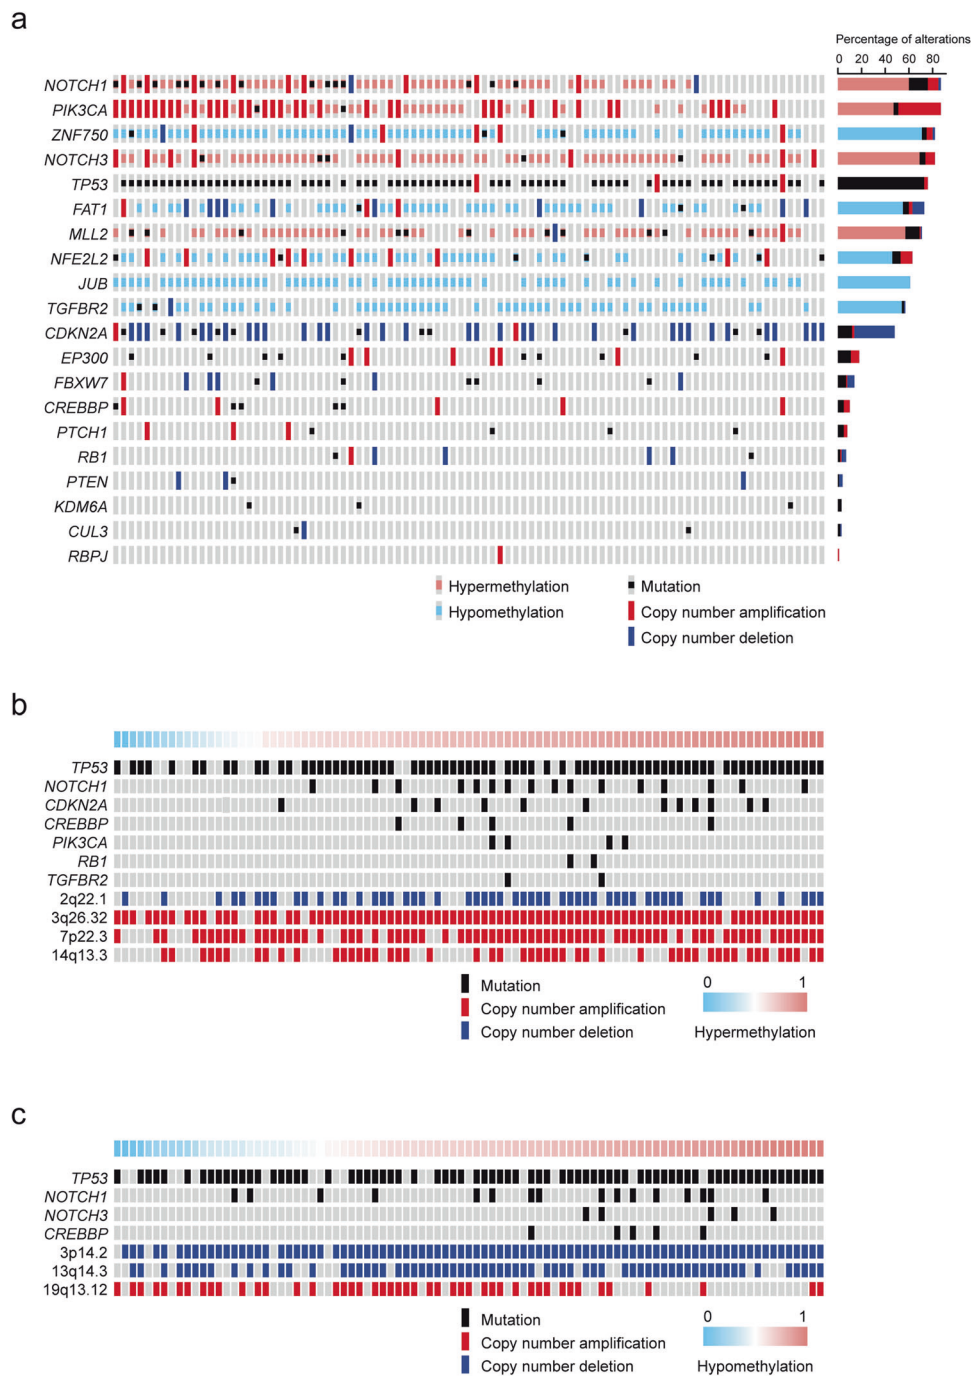 a
Percentage of alterations
0 20 40 60 80
NOTCH1
PIK3CA
ZNF750
NOTCH3
TP53
FAT1
MLL2
NFE2L2
JUB
TGFBR2
CDKN2A
EP300
FBXW7
CREBBP
PTCH1
RB1
PTEN
KDM6A
CUL3
RBPJ
Hypermethylation
Hypomethylation
Mutation
Copy number amplification
Copy number deletion
b
TP53
NOTCH1
CDKN2A
CREBBP
PIK3CA
RB1
TGFBR2
2q22.1
3q26.32
7p22.3
14q13.3
Mutation
Copy number amplification
Copy number deletion
0 1
Hypermethylation
c
TP53
NOTCH1
NOTCH3
CREBBP
3p14.2
13q14.3
19q13.12
Mutation
Copy number amplification
Copy number deletion
0 1
Hypomethylation